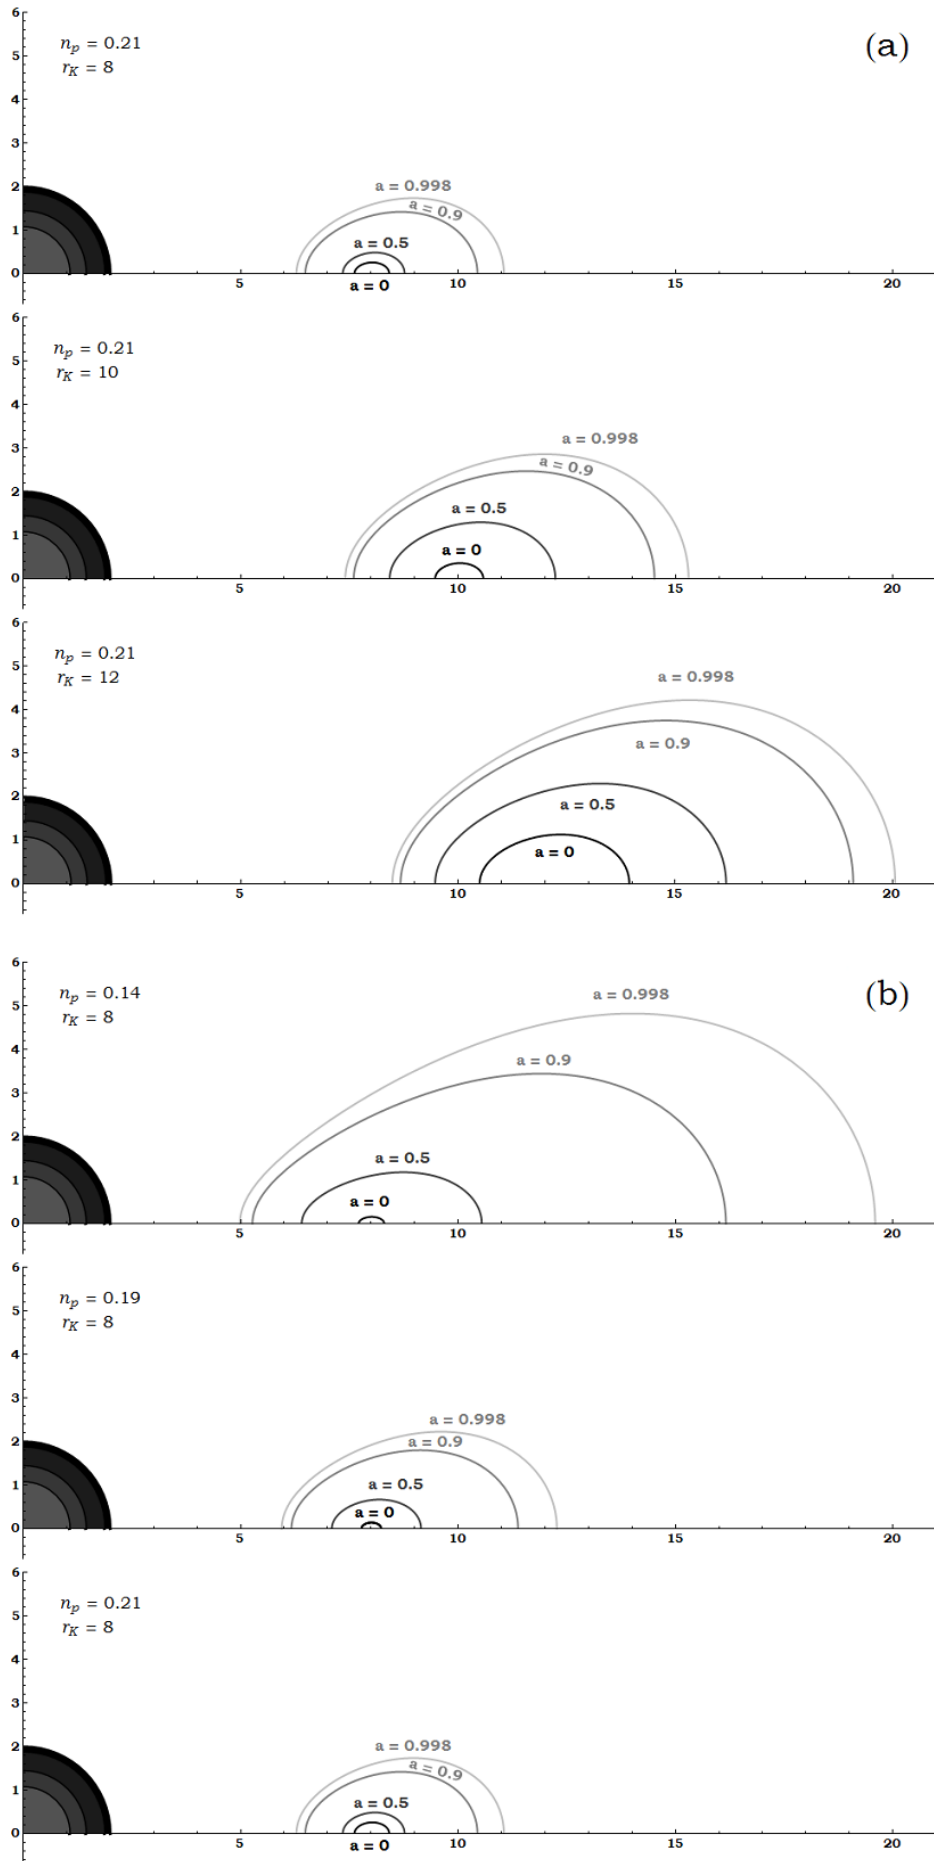 6
n_p = 0.21
(a)
5
r_K = 8
4
3
2
a = 0.998
a = 0.9
1
a = 0.5
0
5
10
15
20
a = 0
6
n_p = 0.21
5
r_K = 10
4
3
a = 0.998
a = 0.9
2
a = 0.5
1
a = 0
0
5
10
15
20
6
n_p = 0.21
5
r_K = 12
a = 0.998
4
3
a = 0.9
2
a = 0.5
1
a = 0
0
5
10
15
20
6
n_p = 0.14
a = 0.998
(b)
5
r_K = 8
4
a = 0.9
3
2
a = 0.5
1
a = 0
0
5
10
15
20
6
n_p = 0.19
5
r_K = 8
4
3
a = 0.998
2
a = 0.9
1
a = 0.5
a = 0
0
5
10
15
20
6
n_p = 0.21
5
r_K = 8
4
3
2
a = 0.998
a = 0.9
1
a = 0.5
0
5
10
15
20
a = 0